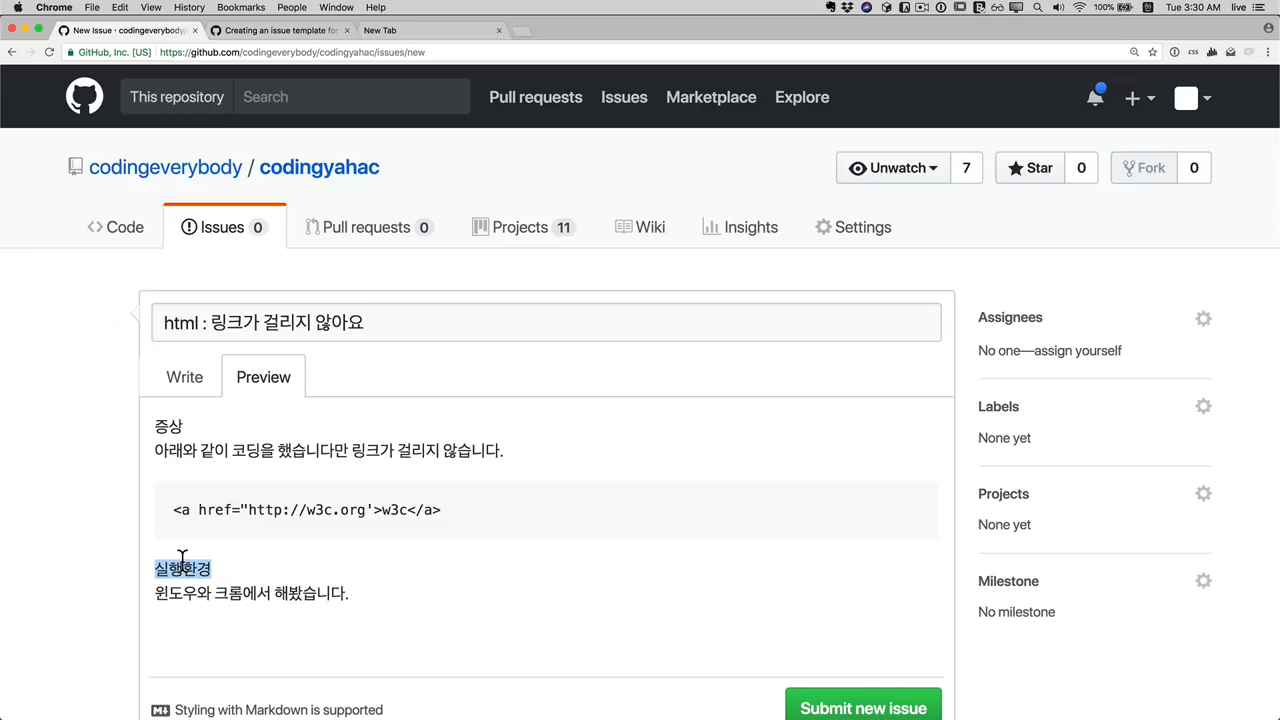 Chrome File Edit View History Bookmarks People Window Help
100% Tue 3:30 AM live
New Issue · codingeverybody/
Creating an issue template for
New Tab
GitHub, Inc. [US] https://github.com/codingeverybody/codingyahac/issues/new
This repository Search Pull requests Issues Marketplace Explore
codingeverybody / codingyahac
Unwatch 7 Star 0 Fork 0
Code Issues 0 Pull requests 0 Projects 11 Wiki Insights Settings
html : 링크가 걸리지 않아요
Write Preview
증상
아래와 같이 코딩을 했습니다만 링크가 걸리지 않습니다.
<a href="http://w3c.org'>w3c</a>
실행환경
윈도우와 크롬에서 해봤습니다.
Styling with Markdown is supported
Submit new issue
Assignees
No one—assign yourself
Labels
None yet
Projects
None yet
Milestone
No milestone